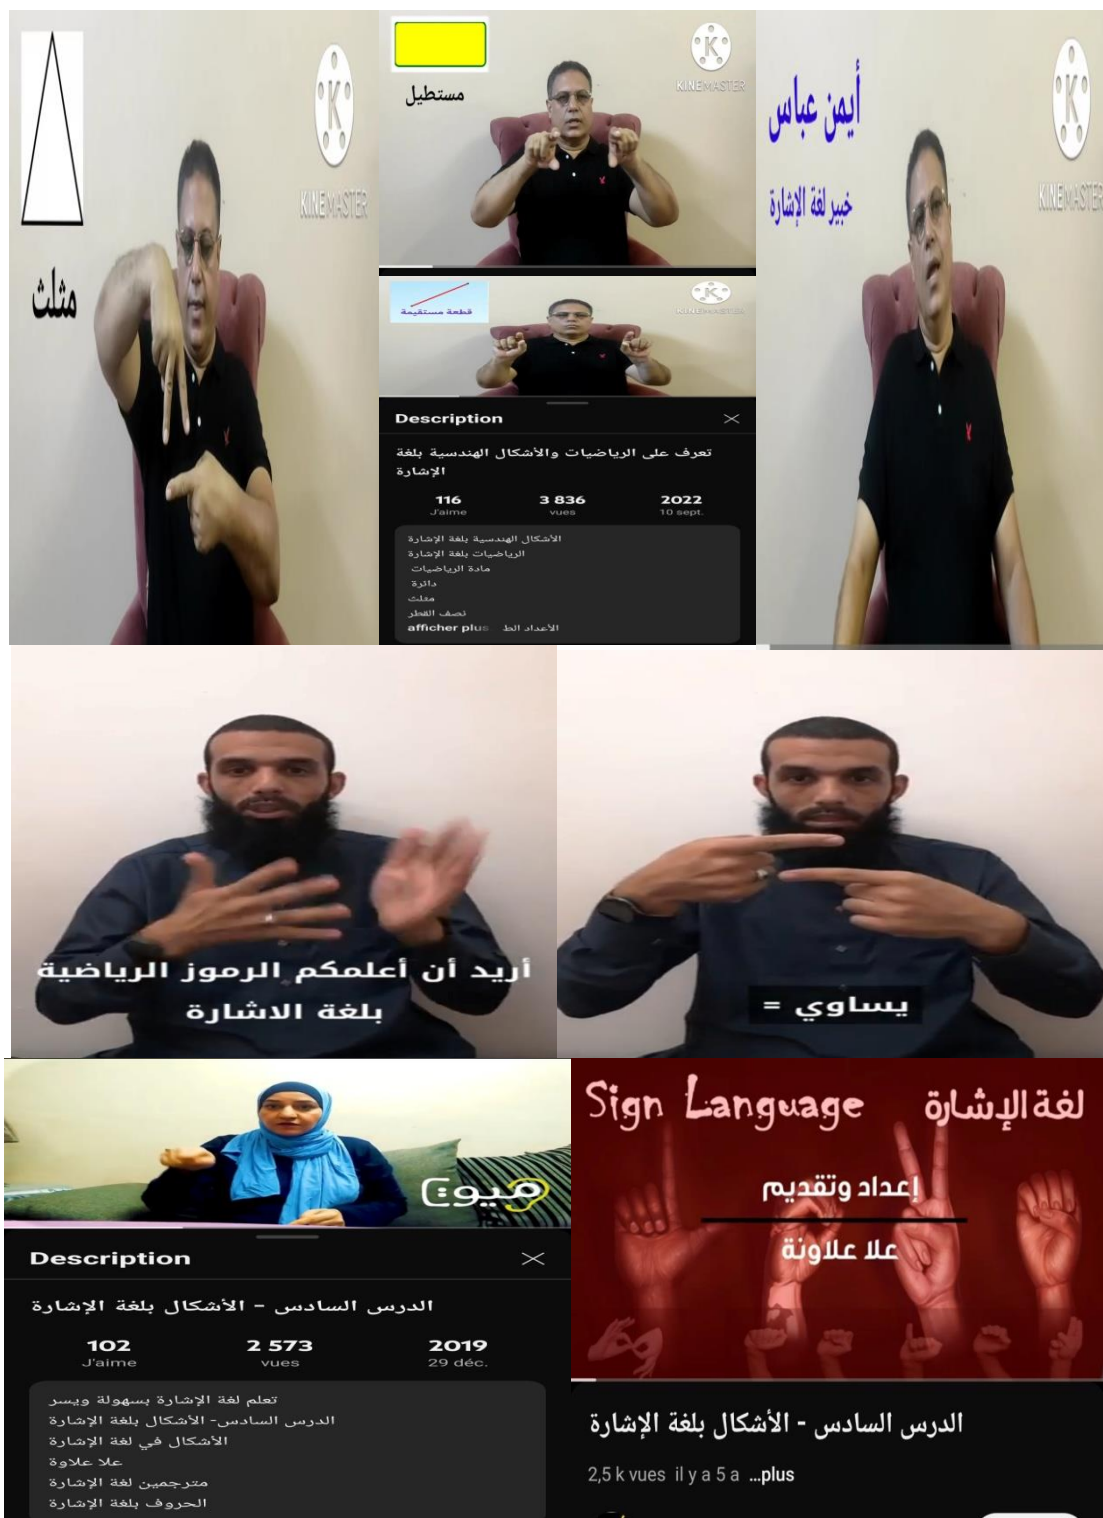 مثلث
KINEMASTER
مستطيل
KINEMASTER
قطعة مستقيمة
KINEMASTER
Description
تعرف على الرياضيات والأشكال الهندسية بلغة
الإشارة
116 3 836 2022
J'aime vues 10 sept.
الأشكال الهندسية بلغة الإشارة
الرياضيات بلغة الإشارة
مادة الرياضيات
دائرة
مثلث
نصف القطر
الأعداد الط afficher plus
أيمن عباس
خبير لغة الإشارة
KINEMASTER
أريد أن أعلمكم الرموز الرياضية
بلغة الاشارة
يساوي =
ميوت
Description
الدرس السادس – الأشكال بلغة الإشارة
102 2 573 2019
J'aime vues 29 déc.
تعلم لغة الإشارة بسهولة ويسر
الدرس السادس- الأشكال بلغة الإشارة
الأشكال في لغة الإشارة
علا علاوة
مترجمين لغة الإشارة
الحروف بلغة الإشارة
Sign Language لغة الإشارة
إعداد وتقديم
علا علاونة
الدرس السادس - الأشكال بلغة الإشارة
2,5 k vues il y a 5 a ...plus